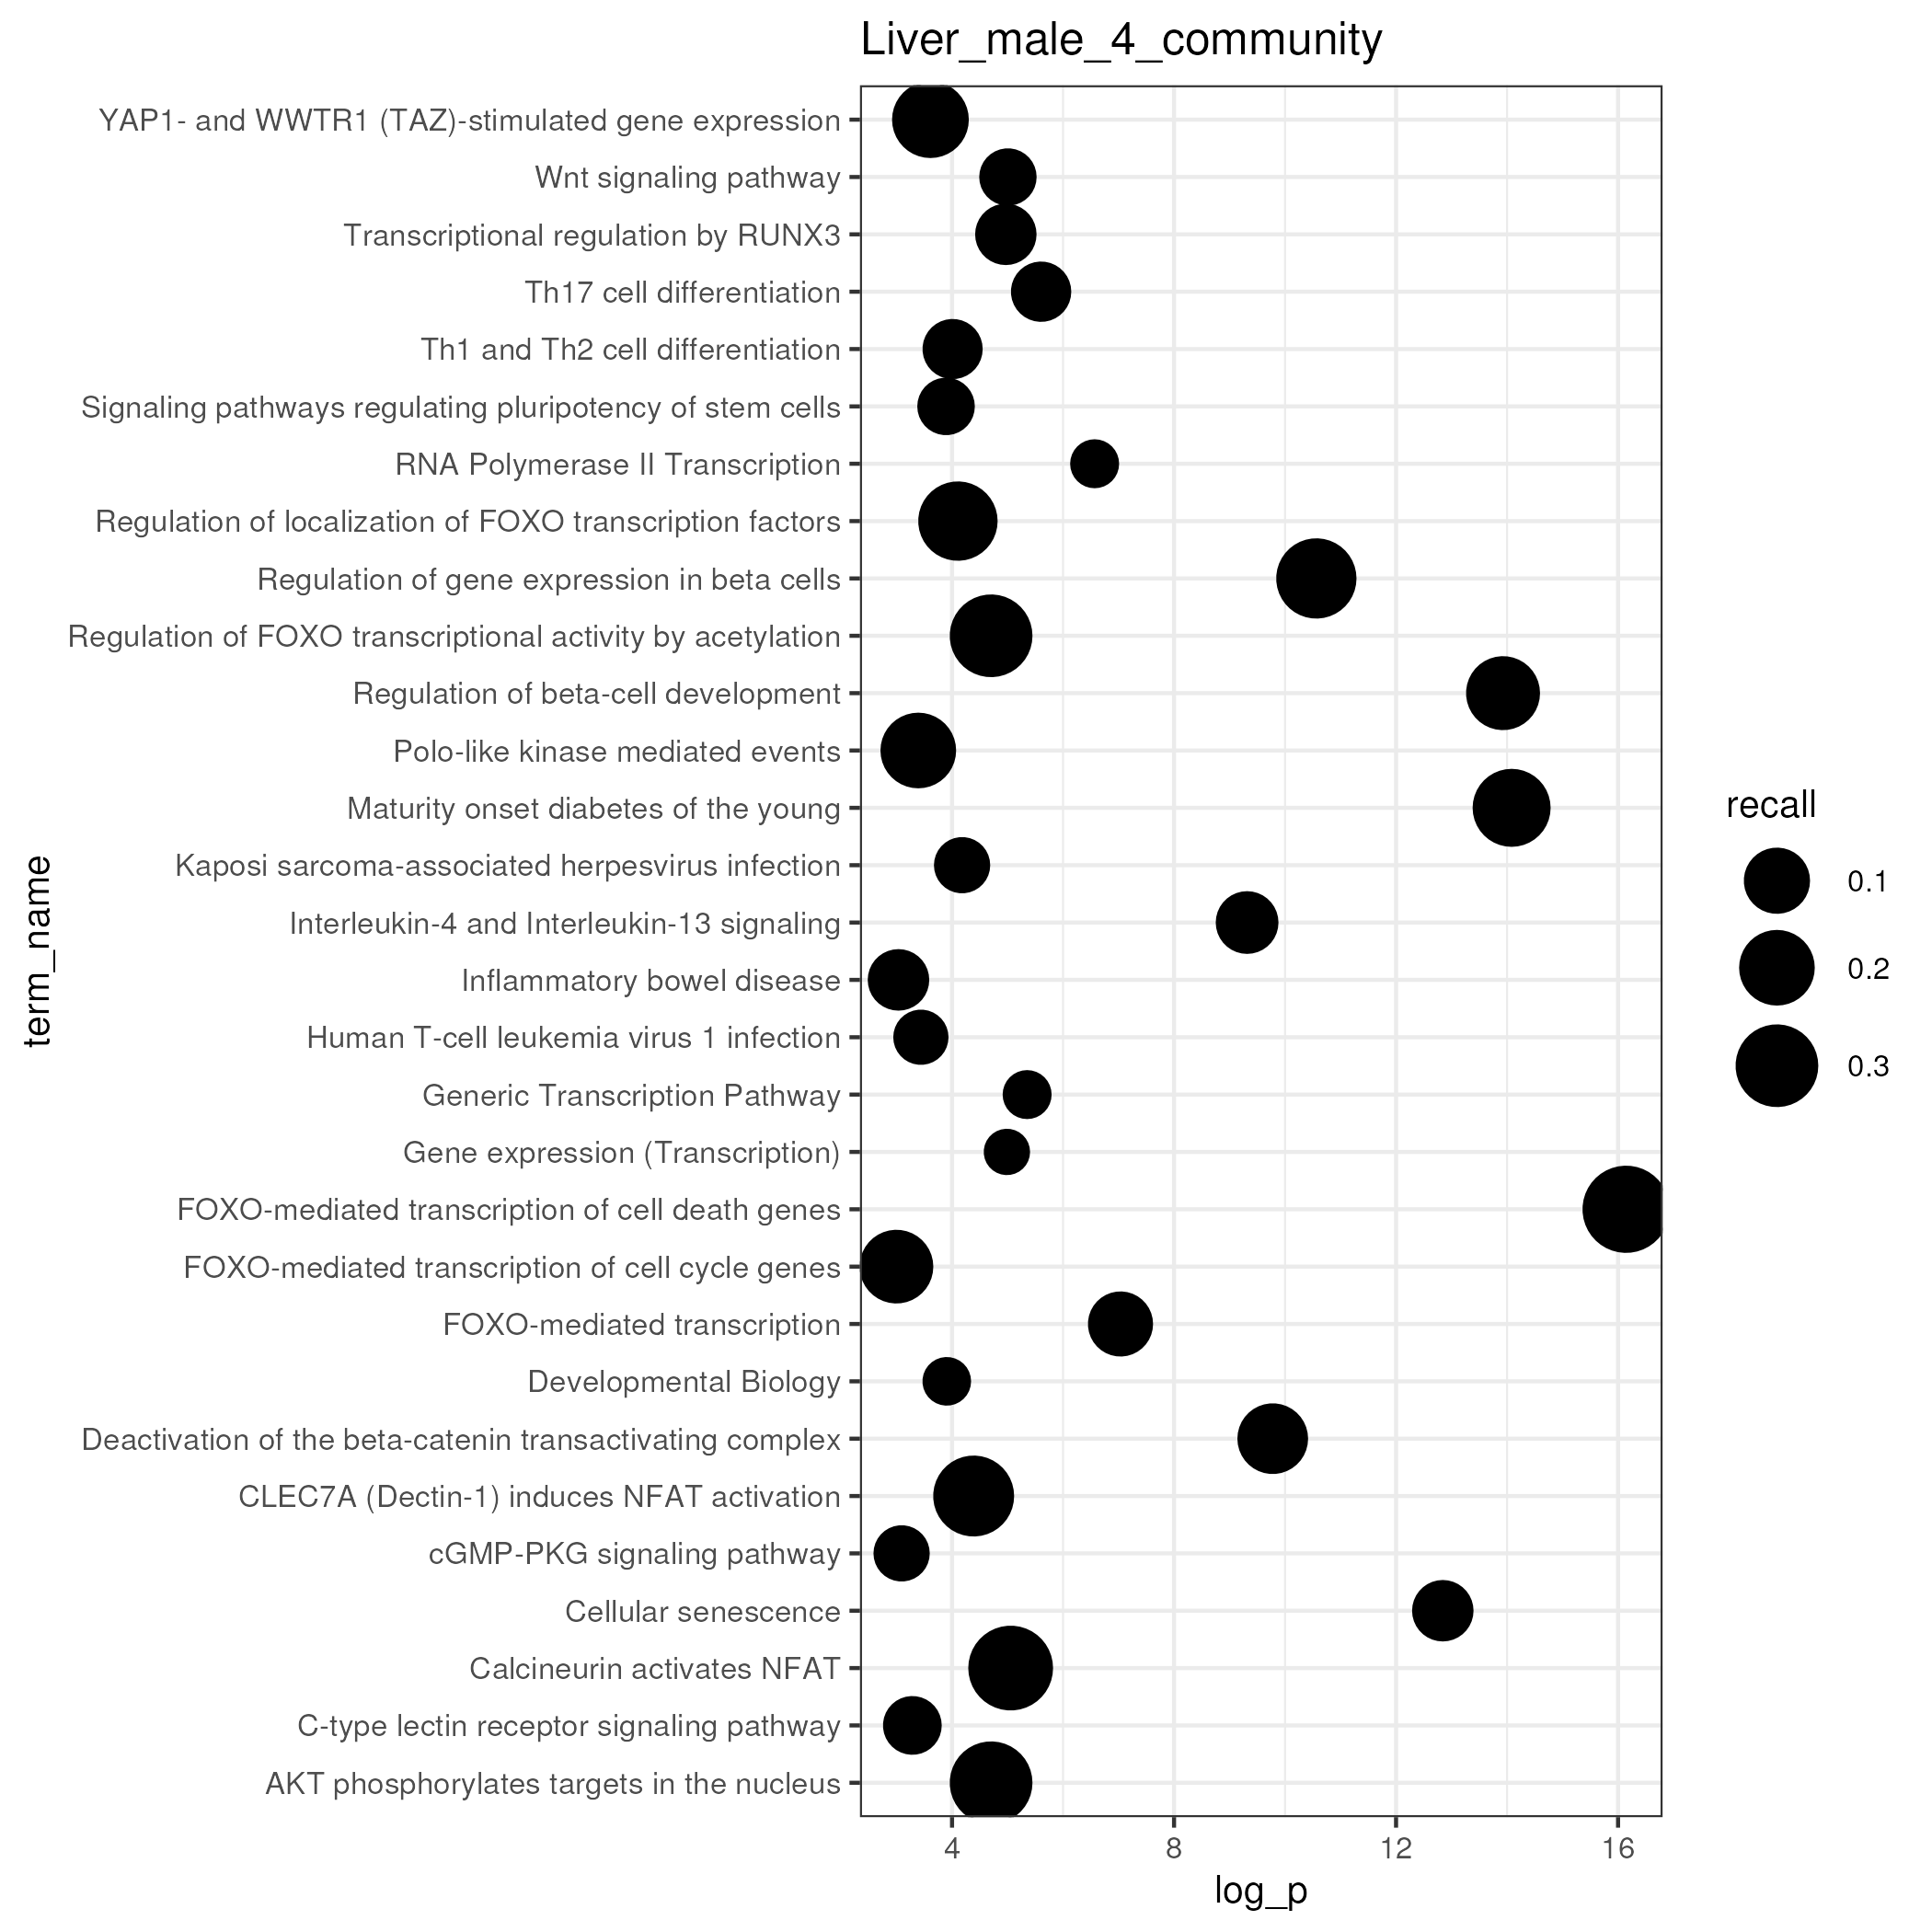 Liver_male_4_community
YAP1- and WWTR1 (TAZ)-stimulated gene expression
Wnt signaling pathway
Transcriptional regulation by RUNX3
Th17 cell differentiation
Th1 and Th2 cell differentiation
Signaling pathways regulating pluripotency of stem cells
RNA Polymerase II Transcription
Regulation of localization of FOXO transcription factors
Regulation of gene expression in beta cells
Regulation of FOXO transcriptional activity by acetylation
Regulation of beta-cell development
Polo-like kinase mediated events
Maturity onset diabetes of the young
Kaposi sarcoma-associated herpesvirus infection
Interleukin-4 and Interleukin-13 signaling
Inflammatory bowel disease
Human T-cell leukemia virus 1 infection
Generic Transcription Pathway
Gene expression (Transcription)
FOXO-mediated transcription of cell death genes
FOXO-mediated transcription of cell cycle genes
FOXO-mediated transcription
Developmental Biology
Deactivation of the beta-catenin transactivating complex
CLEC7A (Dectin-1) induces NFAT activation
cGMP-PKG signaling pathway
Cellular senescence
Calcineurin activates NFAT
C-type lectin receptor signaling pathway
AKT phosphorylates targets in the nucleus
term_name
4 8 12 16
log_p
recall
0.1
0.2
0.3